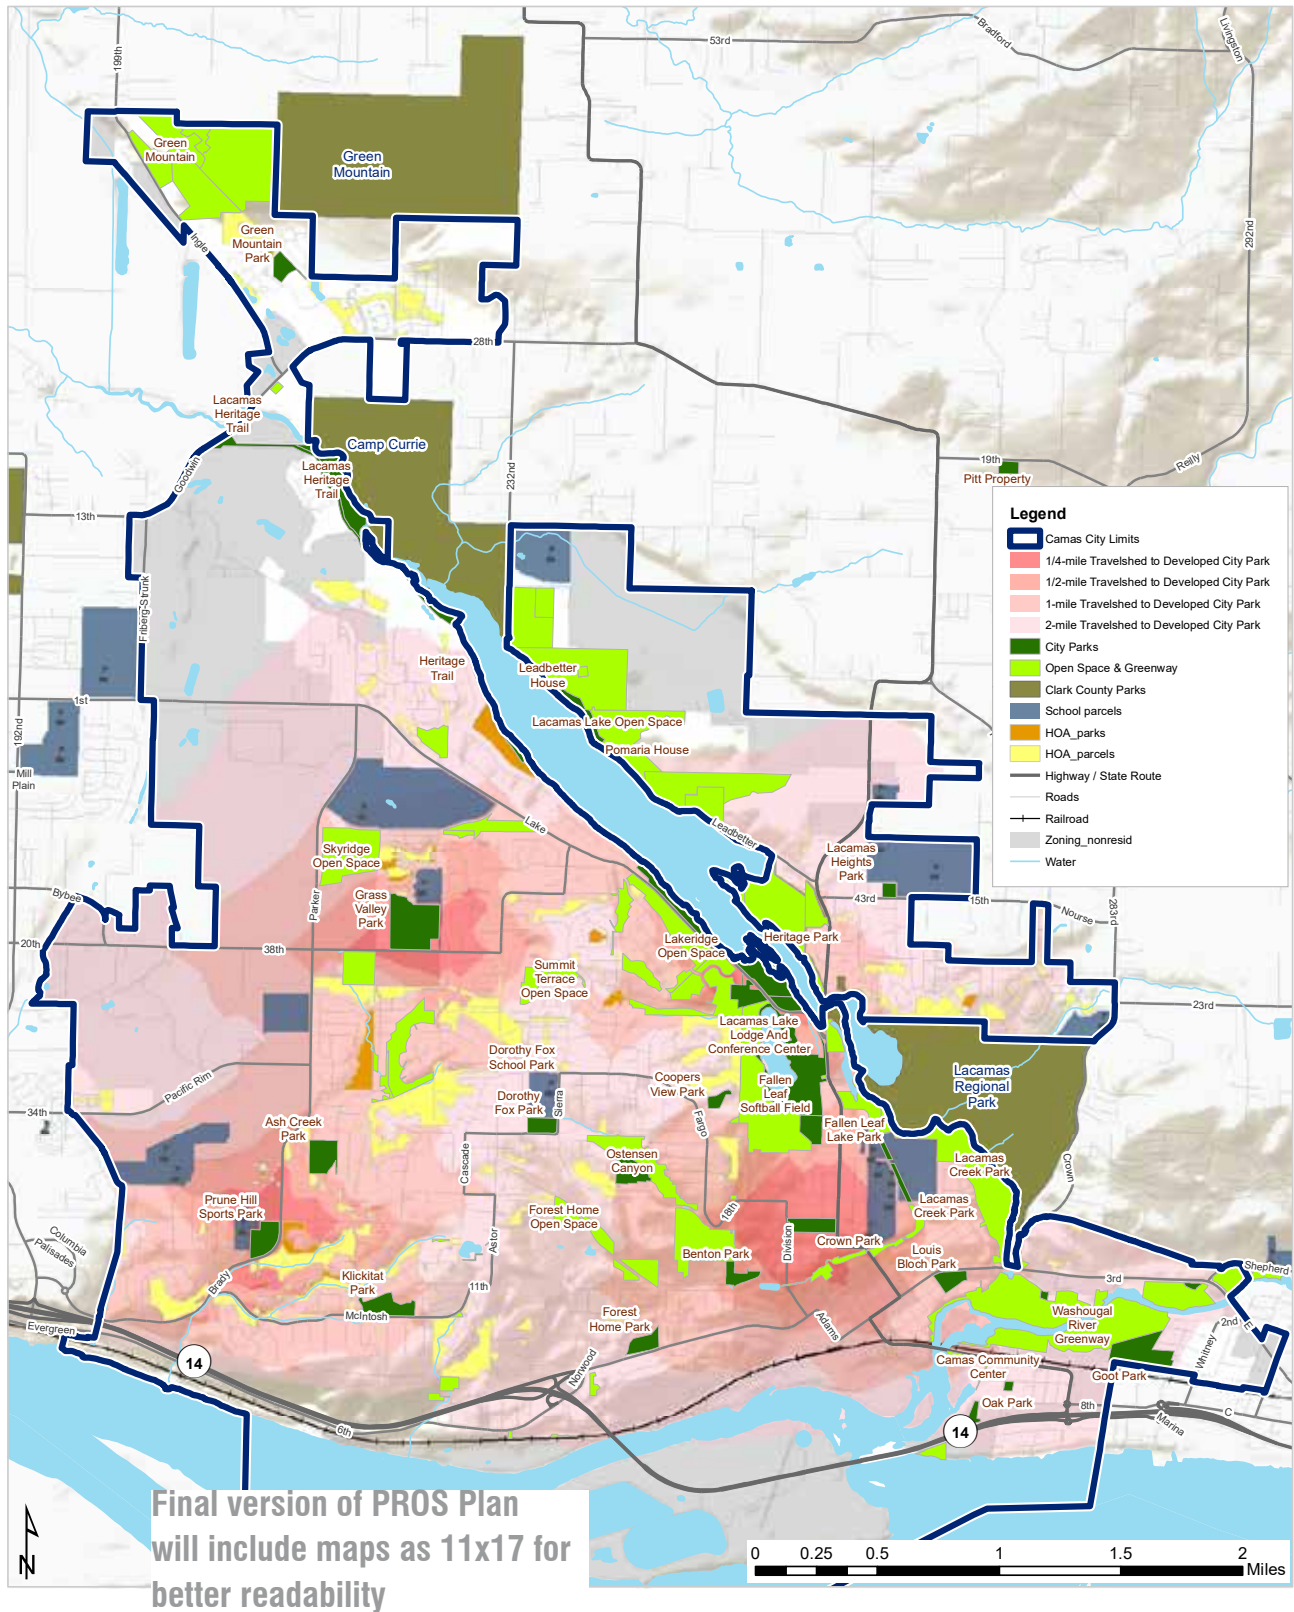 53rd
Bradford
Livingston
199th
Green
Mountain
Green
Mountain
Green
Mountain
Park
Ingle
292nd
28th
Lacamas
Heritage
Trail
Camp Currie
Lacamas
Heritage
Trail
Goodwin
232nd
19th
Pitt Property
Reilly
13th
Friberg-Strunk
Legend
Camas City Limits
1/4-mile Travelshed to Developed City Park
1/2-mile Travelshed to Developed City Park
1-mile Travelshed to Developed City Park
2-mile Travelshed to Developed City Park
City Parks
Open Space & Greenway
Clark County Parks
School parcels
HOA_parks
HOA_parcels
Highway / State Route
Roads
Railroad
Zoning_nonresid
Water
Heritage
Trail
Leadbetter
House
1st
192nd
Lacamas Lake Open Space
Pomaria House
Mill
Plain
Lake
Leadbetter
Skyridge
Open Space
Lacamas
Heights
Park
Bybee
Parker
Grass
Valley
Park
43rd
15th
Nourse
283rd
20th
38th
Lakeridge
Open Space
Heritage Park
Summit
Terrace
Open Space
23rd
Lacamas Lake
Lodge And
Conference Center
Dorothy Fox
School Park
Pacific Rim
Coopers
View Park
Fallen
Leaf
Softball Field
Lacamas
Regional
Park
34th
Dorothy
Fox Park
Sierra
Fargo
Ash Creek
Park
Fallen Leaf
Lake Park
Cascade
Ostensen
Canyon
Lacamas
Creek Park
Crown
Prune Hill
Sports Park
Lacamas
Creek Park
Forest Home
Open Space
18th
Division
Columbia
Palisades
Astor
Crown Park
Benton Park
Louis
Bloch Park
Shepherd
Brady
Klickitat
Park
11th
3rd
McIntosh
Forest
Home Park
Adams
Washougal
River
Greenway
2nd
E
Whitney
Evergreen
14
Norwood
Camas Community
Center
Goot Park
Oak Park
8th
C
Marina
6th
14
Final version of PROS Plan
will include maps as 11x17 for
better readability
N
0 0.25 0.5 1 1.5 2
Miles